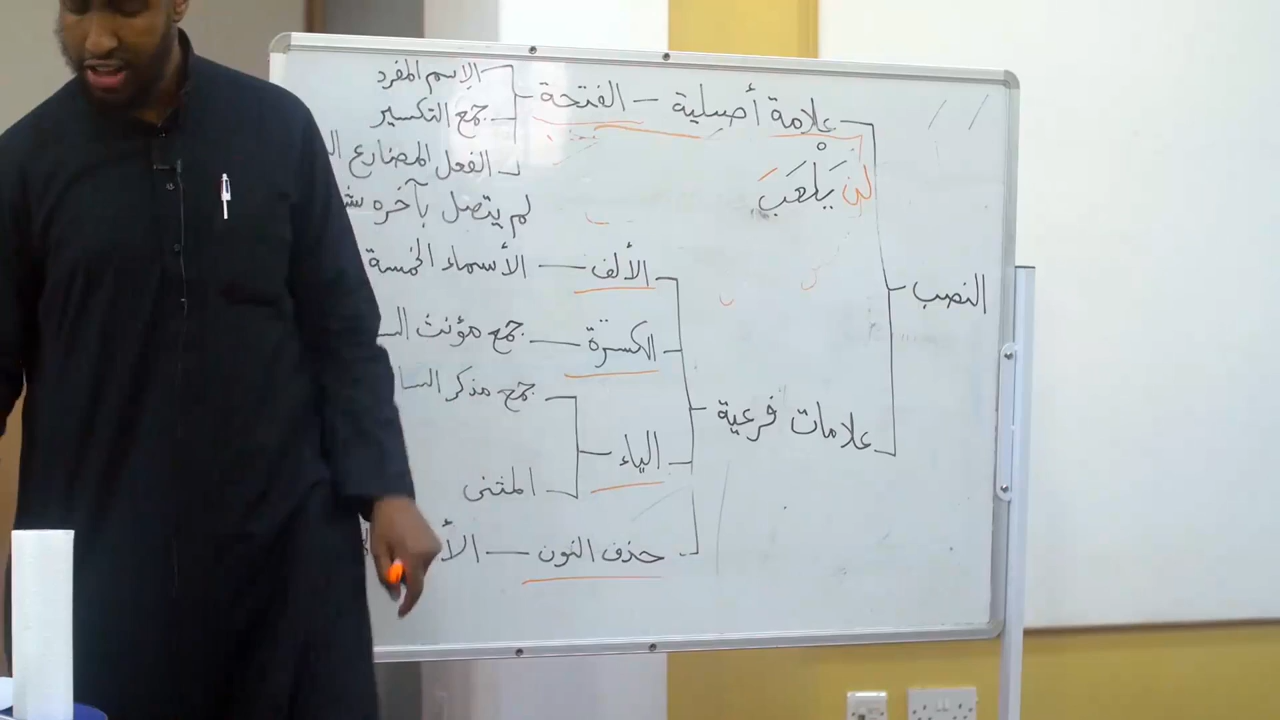 علامة أصلية – الفتحة
الاسم المفرد
جمع التكسير
الفعل المضارع
لم يتصل بآخره
لن يَلْعَبَ
النصب
علامات فرعية
الألف – الأسماء الخمسة
الكسرة – جمع مؤنث
الياء
جمع مذكر السا
المثنى
حذف النون –